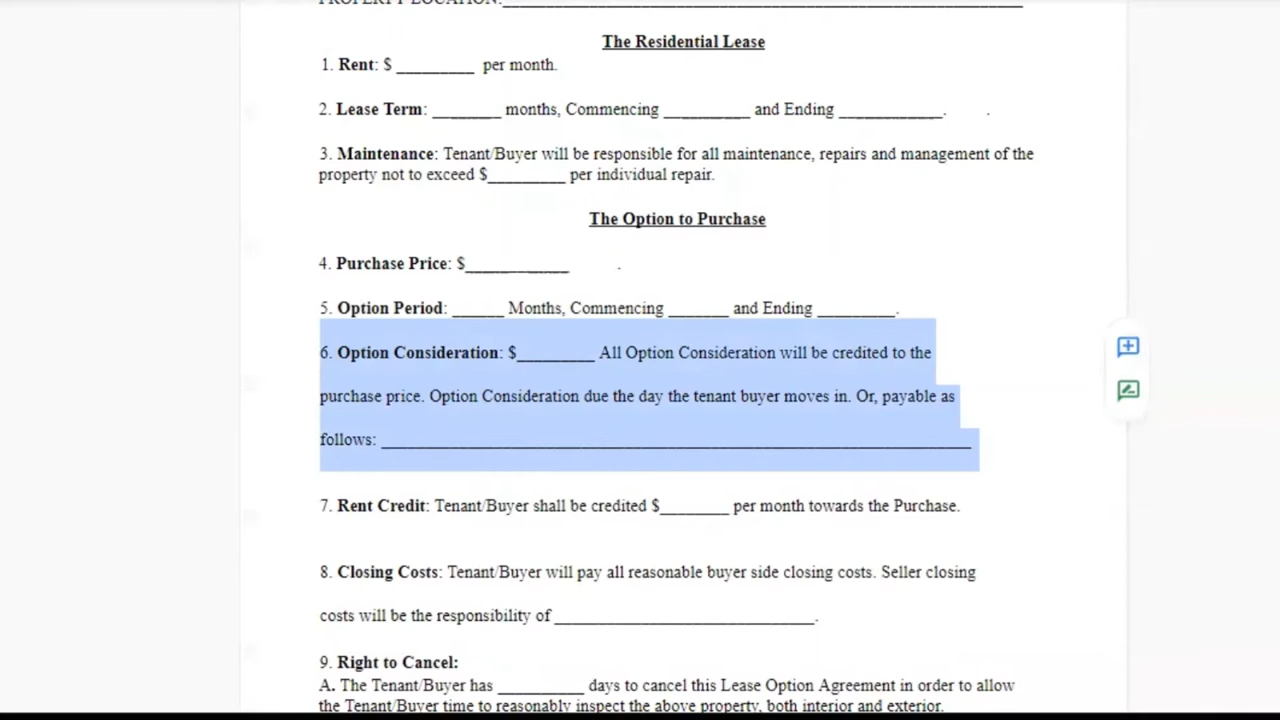 PROPERTY LOCATION:____________________
The Residential Lease
1. Rent: $ _________ per month.
2. Lease Term: ________ months, Commencing __________ and Ending ____________. .
3. Maintenance: Tenant/Buyer will be responsible for all maintenance, repairs and management of the
property not to exceed $_________ per individual repair.
The Option to Purchase
4. Purchase Price: $____________ .
5. Option Period: ______ Months, Commencing _______ and Ending _________.
6. Option Consideration: $_________ All Option Consideration will be credited to the
purchase price. Option Consideration due the day the tenant buyer moves in. Or, payable as
follows: ____________________________________________________________________
7. Rent Credit: Tenant/Buyer shall be credited $________ per month towards the Purchase.
8. Closing Costs: Tenant/Buyer will pay all reasonable buyer side closing costs. Seller closing
costs will be the responsibility of ______________________________.
9. Right to Cancel:
A. The Tenant/Buyer has __________ days to cancel this Lease Option Agreement in order to allow
the Tenant/Buyer time to reasonably inspect the above property, both interior and exterior.